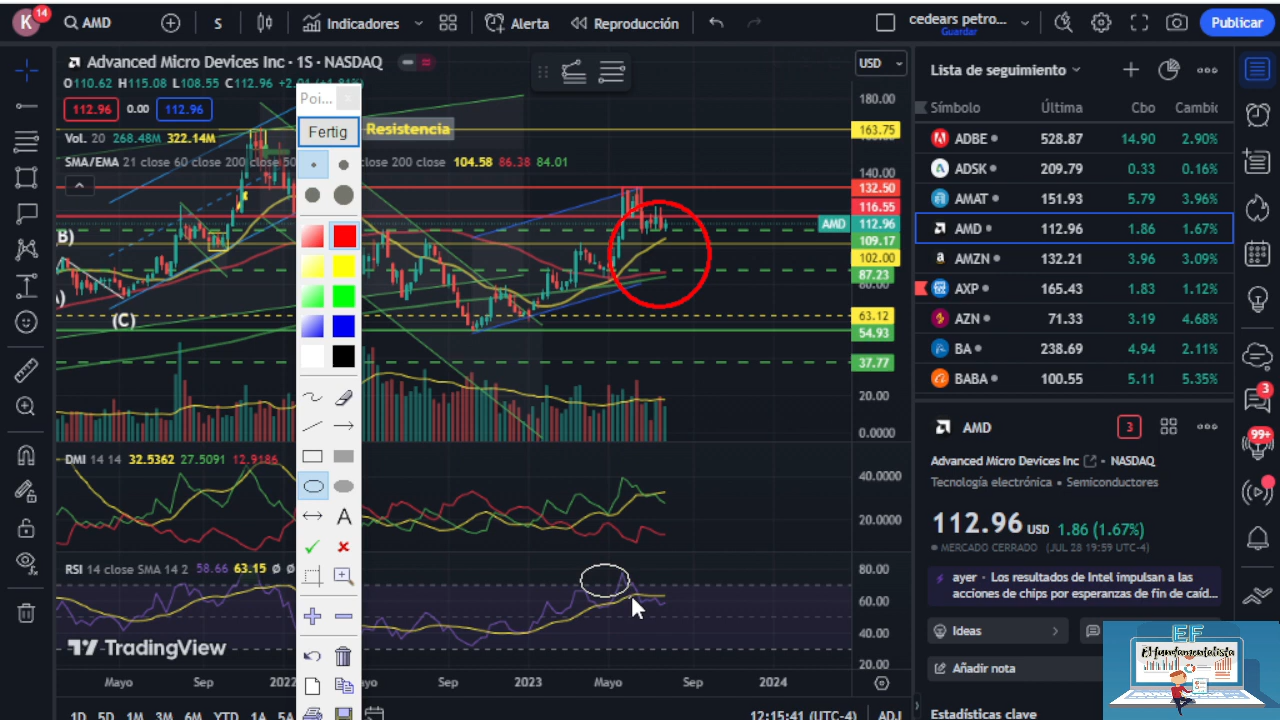 K
14
AMD
S
Indicadores
Alerta
Reproducción
cedears petro...
Guardar
Publicar
Advanced Micro Devices Inc · 1S · NASDAQ
O110.62 H115.08 L108.55 C112.96
112.96 0.00 112.96
Vol. 20 268.48M 322.14M
SMA/EMA 21 close 60 close 200 close 50
close 200 close 104.58 86.38 84.01
Poi...
Fertig
Resistencia
A
USD
180.00
163.75
140.00
132.50
116.55
AMD 112.96
109.17
102.00
87.23
80.00
63.12
54.93
37.77
20.00
0.0000
B)
(C)
DMI 14 14 32.5362 27.5091 12.9186
40.0000
20.0000
RSI 14 close SMA 14 2 58.66 63.15 Ø Ø
80.00
60.00
40.00
20.00
TradingView
Mayo Sep 2022 Sep 2023 Mayo Sep 2024
1D 5D 1M 3M 6M YTD 1A 5A
12:15:41 (UTC-4) ADJ
Lista de seguimiento
Símbolo Última Cbo Cambic
ADBE 528.87 14.90 2.90%
ADSK 209.79 0.33 0.16%
AMAT 151.93 5.79 3.96%
AMD 112.96 1.86 1.67%
AMZN 132.21 3.96 3.09%
AXP 165.43 1.83 1.12%
AZN 71.33 3.19 4.68%
BA 238.69 4.94 2.11%
BABA 100.55 5.11 5.35%
AMD
3
Advanced Micro Devices Inc • NASDAQ
Tecnología electrónica • Semiconductores
112.96 USD 1.86 (1.67%)
MERCADO CERRADO (JUL 28 19:59 UTC-4)
ayer · Los resultados de Intel impulsan a las
acciones de chips por esperanzas de fin de caíd...
Ideas
Añadir nota
Estadísticas clave
3
99+
EF
El fundamentalista